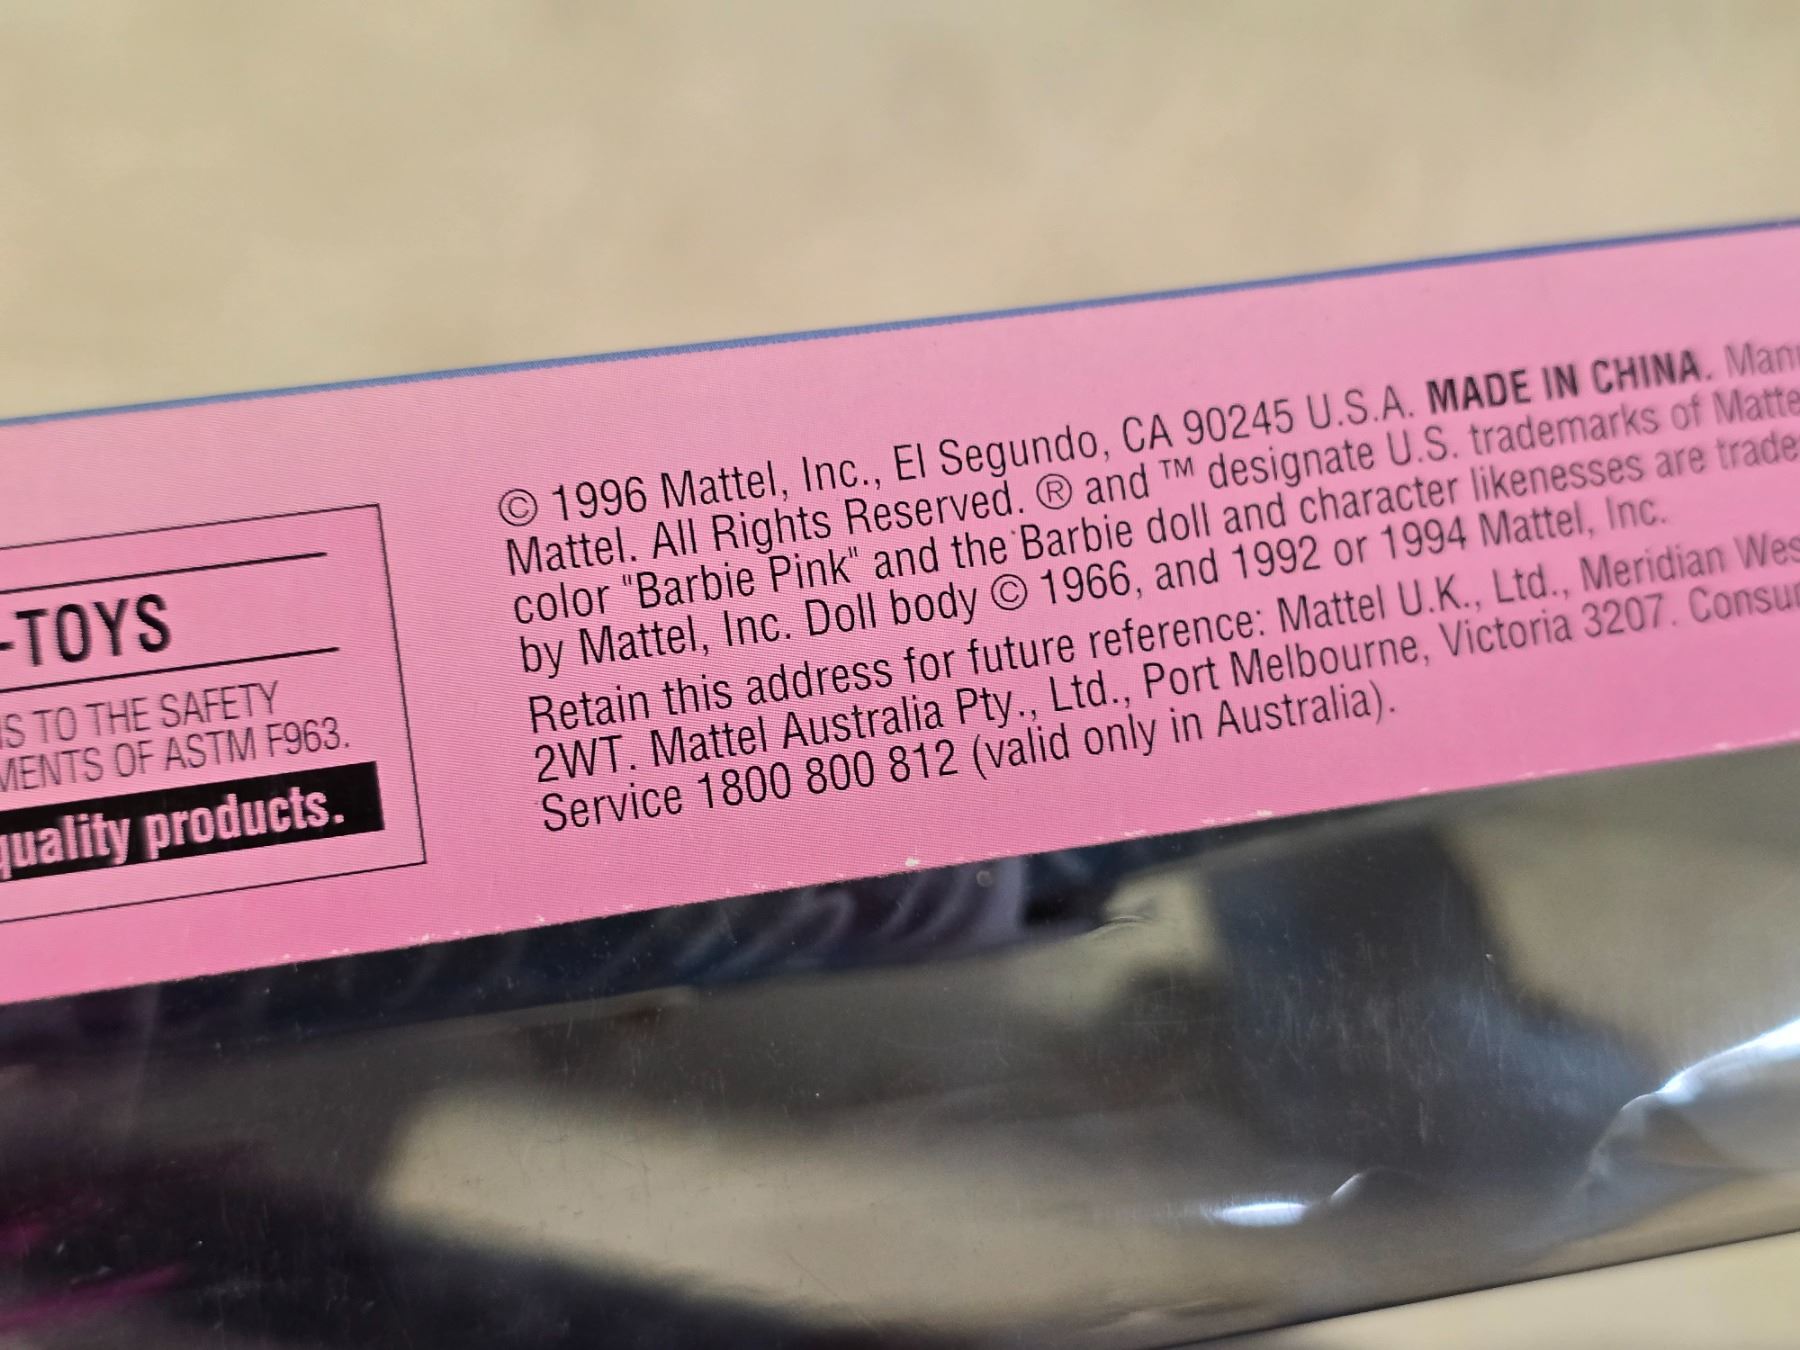 -TOYS
TO THE SAFETY
OF ASTM F963.
quality products.
© 1996 Mattel, Inc., El Segundo, CA 90245 U.S.A. MADE IN CHINA.
Mattel. All Rights Reserved. ® and ™ designate U.S. trademarks of
color "Barbie Pink" and the Barbie doll and character likenesses are
by Mattel, Inc. Doll body © 1966, and 1992 or 1994 Mattel, Inc.
Retain this address for future reference: Mattel U.K., Ltd., Meridian
2WT. Mattel Australia Pty., Ltd., Port Melbourne, Victoria 3207.
Service 1800 800 812 (valid only in Australia).